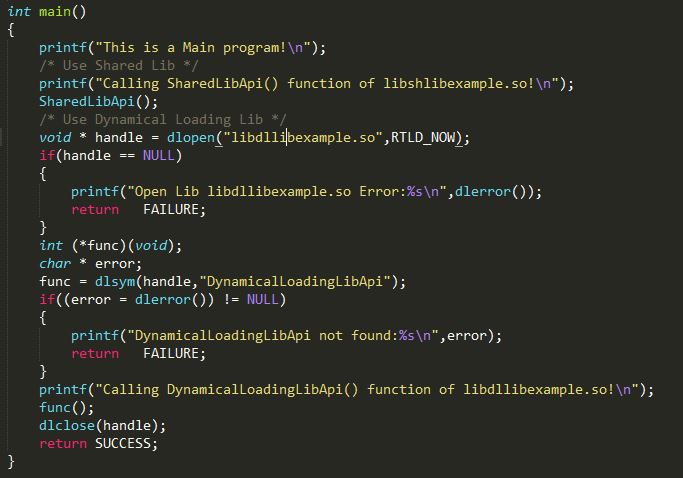 int main()
{
    printf("This is a Main program!\n");
    /* Use Shared Lib */
    printf("Calling SharedLibApi() function of libshlibexample.so!\n");
    SharedLibApi();
    /* Use Dynamical Loading Lib */
    void * handle = dlopen("libdllibexample.so",RTLD_NOW);
    if(handle == NULL)
    {
        printf("Open Lib libdllibexample.so Error:%s\n",dlerror());
        return   FAILURE;
    }
    int (*func)(void);
    char * error;
    func = dlsym(handle,"DynamicalLoadingLibApi");
    if((error = dlerror()) != NULL)
    {
        printf("DynamicalLoadingLibApi not found:%s\n",error);
        return   FAILURE;
    }
    printf("Calling DynamicalLoadingLibApi() function of libdllibexample.so!\n");
    func();
    dlclose(handle);
    return SUCCESS;
}